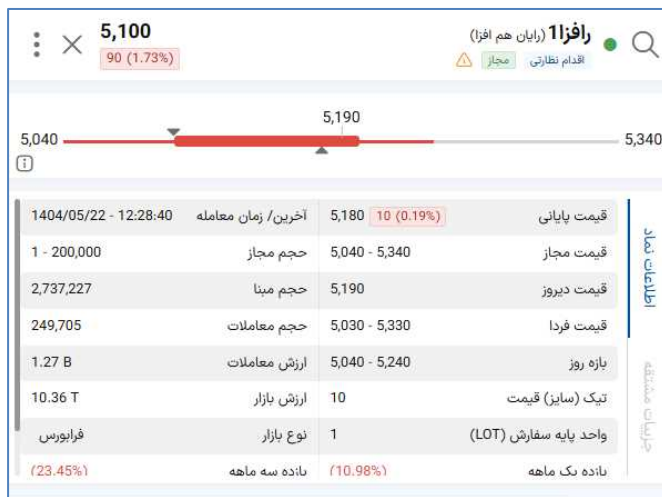 رافزا1 (رایان هم افزا) 5,100
اقدام نظارتی مجاز 90 (1.73%)
5,190
5,040 5,340
قیمت پایانی 5,180 10 (0.19%) آخرین/ زمان معامله 1404/05/22 - 12:28:40
قیمت مجاز 5,040 - 5,340 حجم مجاز 1 - 200,000
قیمت دیروز 5,190 حجم مبنا 2,737,227
قیمت فردا 5,030 - 5,330 حجم معاملات 249,705
بازه روز 5,040 - 5,240 ارزش معاملات 1.27 B
تیک (سایز) قیمت 10 ارزش بازار 10.36 T
واحد پایه سفارش (LOT) 1 نوع بازار فرابورس
بازده یک ماهه (10.98%) بازده سه ماهه (23.45%)
اطلاعات نماد
جزییات مشتقه